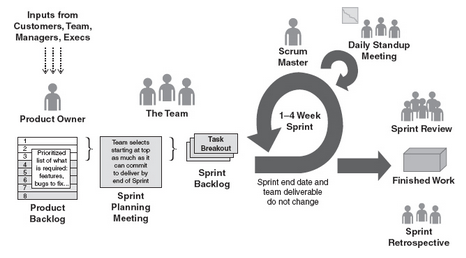 Inputs from
Customers, Team,
Managers, Execs
Product Owner
The Team
Scrum
Master
Daily Standup
Meeting
1
2
3
4
5
6
7
8
Prioritized
list of what
is required:
features,
bugs to fix...
Product
Backlog
Team selects
starting at top
as much as it
can commit
to deliver by
end of Sprint
Sprint
Planning
Meeting
Task
Breakout
Sprint
Backlog
1–4 Week
Sprint
Sprint end date and
team deliverable
do not change
Sprint Review
Finished Work
Sprint
Retrospective